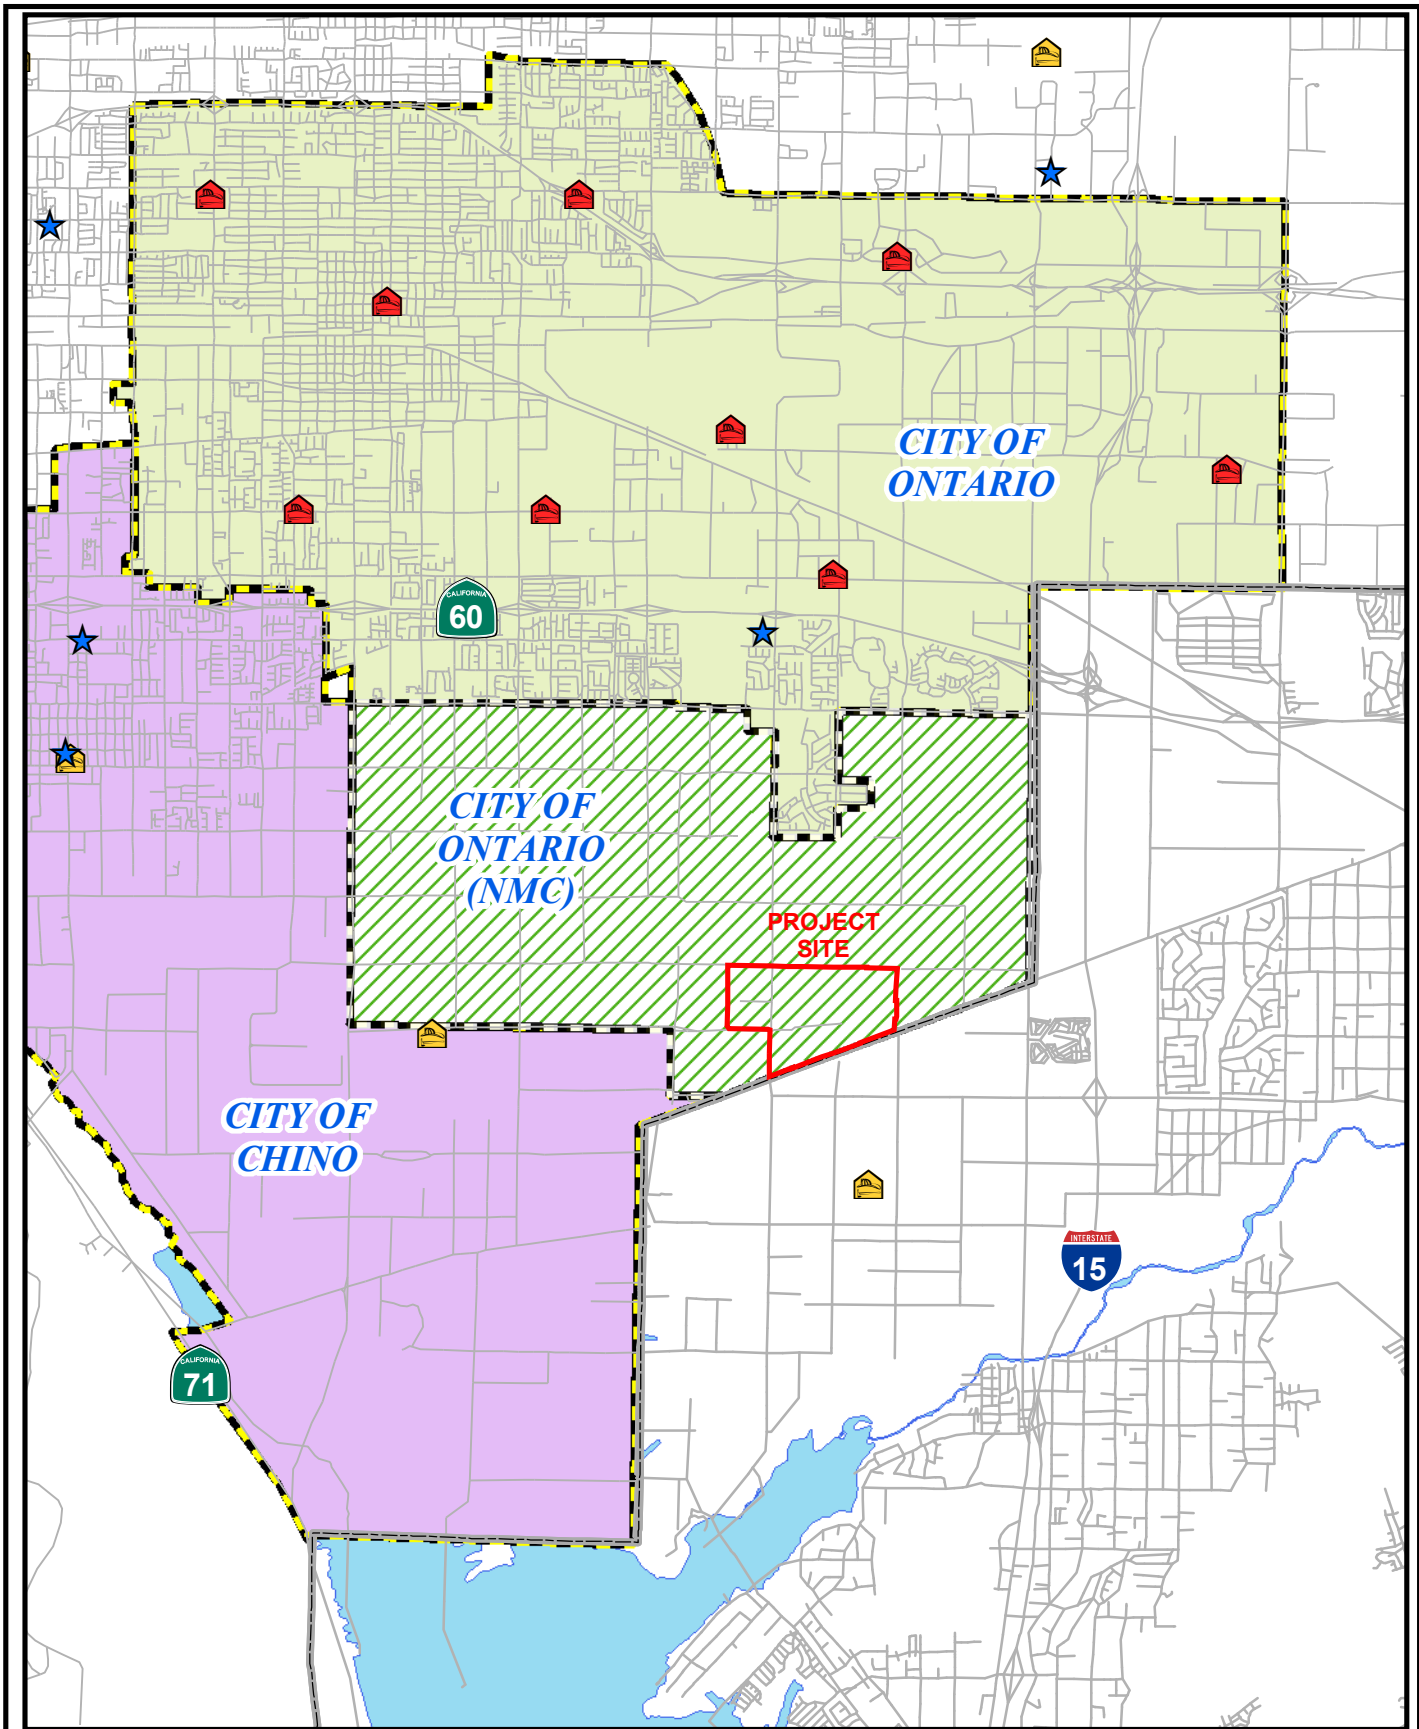 CITY OF
ONTARIO
CALIFORNIA
60
CITY OF
ONTARIO
(NMC)
PROJECT
SITE
CITY OF
CHINO
INTERSTATE
15
CALIFORNIA
71